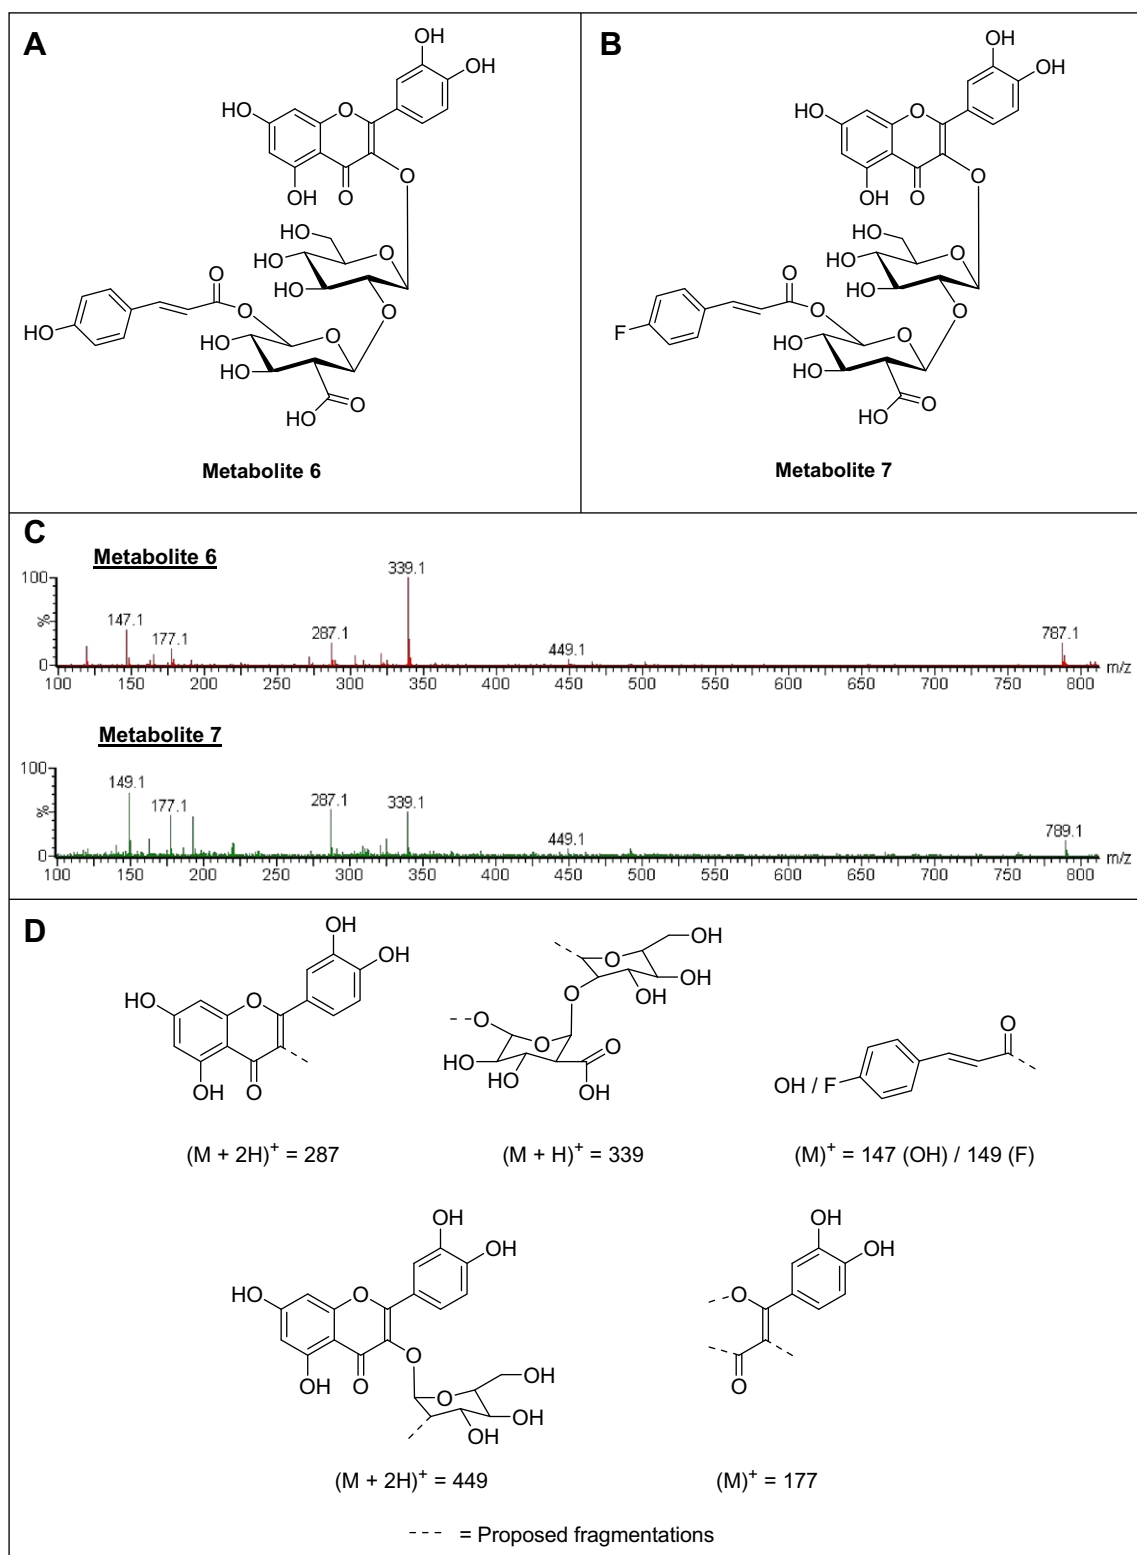 A
OH
OH
HO
O
OH
O
O
HO
HO
O
HO
O
O
O
HO
HO
O
HO
HO
O
Metabolite 6
B
OH
OH
HO
O
OH
O
O
HO
HO
O
HO
O
O
O
F
HO
O
HO
HO
O
Metabolite 7
C
Metabolite 6
339.1
100
147.1
177.1
287.1
449.1
787.1
%
0
100 150 200 250 300 350 400 450 500 550 600 650 700 750 800 m/z
Metabolite 7
100
149.1
177.1
287.1
339.1
449.1
789.1
%
0
100 150 200 250 300 350 400 450 500 550 600 650 700 750 800 m/z
D
OH
OH
HO
O
OH
O
(M + 2H)+ = 287
OH
O
OH
OH
O
O
O
HO
O
HO
OH
(M + H)+ = 339
O
OH / F
(M)+ = 147 (OH) / 149 (F)
OH
OH
HO
O
O
OH
O
O
OH
OH
OH
(M + 2H)+ = 449
OH
OH
O
O
(M)+ = 177
--- = Proposed fragmentations